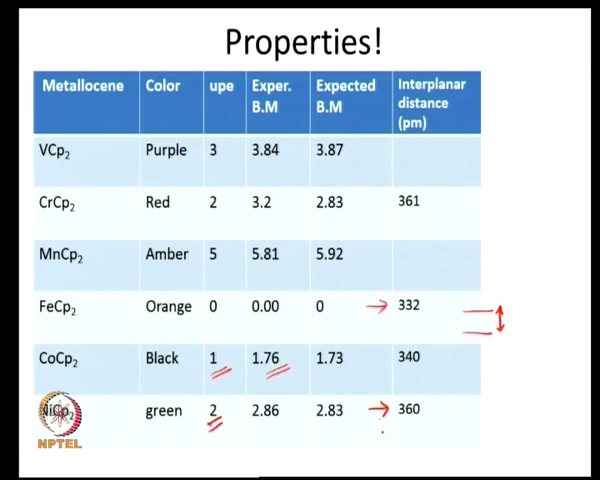 Properties!
Metallocene Color upe Exper. B.M Expected B.M Interplanar distance (pm)
VCp2 Purple 3 3.84 3.87
CrCp2 Red 2 3.2 2.83 361
MnCp2 Amber 5 5.81 5.92
FeCp2 Orange 0 0.00 0 332
CoCp2 Black 1 1.76 1.73 340
NiCp2 green 2 2.86 2.83 360
NPTEL